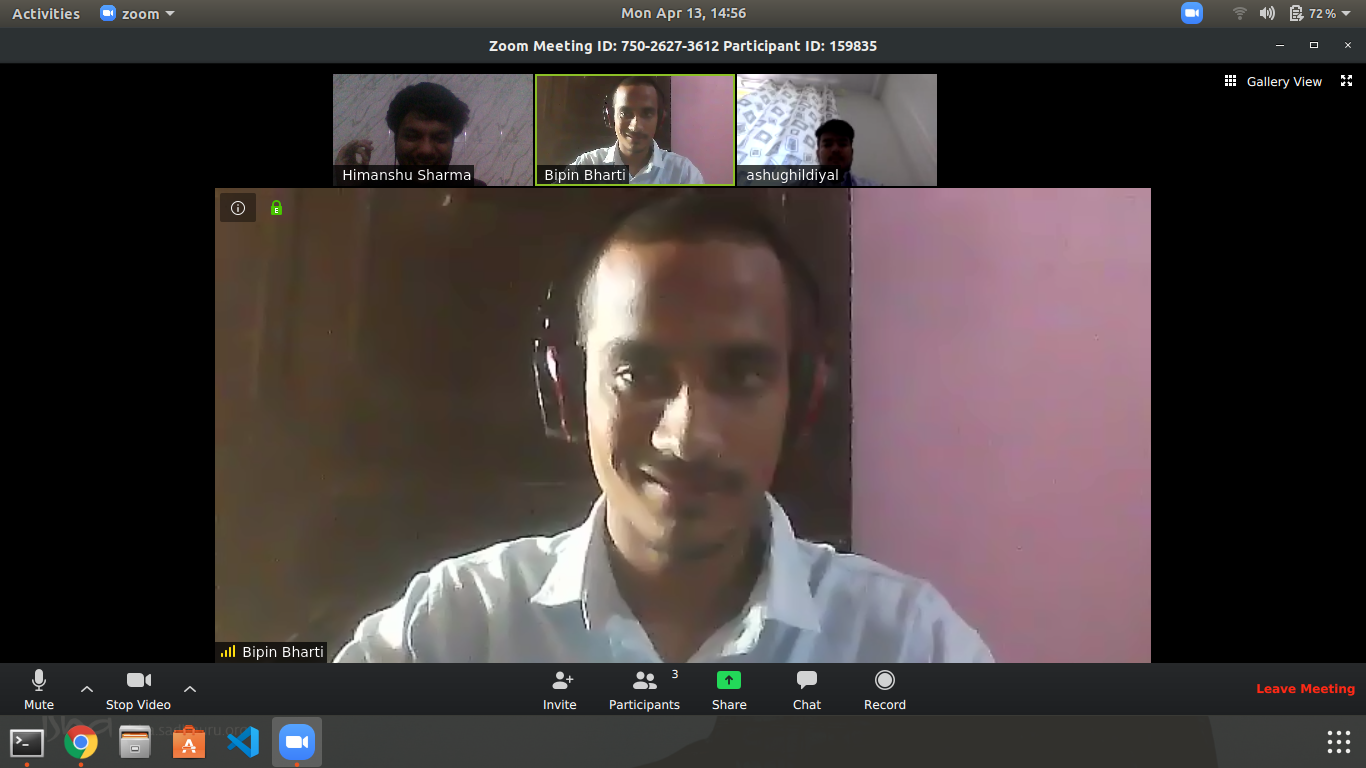 Activities zoom Mon Apr 13, 14:56 72%
Zoom Meeting ID: 750-2627-3612 Participant ID: 159835
Gallery View
Himanshu Sharma Bipin Bharti ashughildiyal
E
Bipin Bharti
3
Mute Stop Video Invite Participants Share Chat Record Leave Meeting
isha